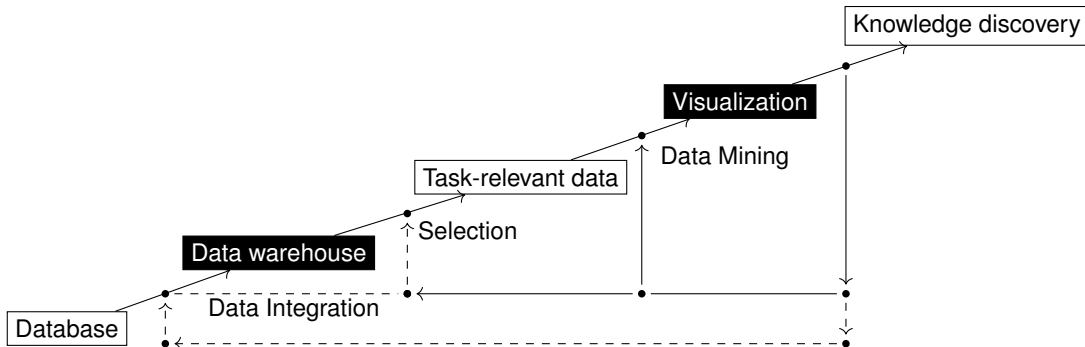 Knowledge discovery
Visualization
Data Mining
Task-relevant data
Selection
Data warehouse
Data Integration
Database